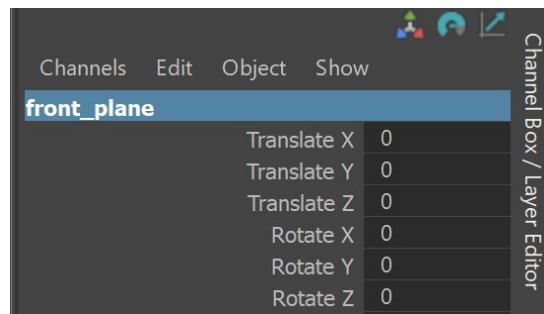 Channels Edit Object Show
front_plane
Translate X 0
Translate Y 0
Translate Z 0
Rotate X 0
Rotate Y 0
Rotate Z 0
Channel Box / Layer Editor